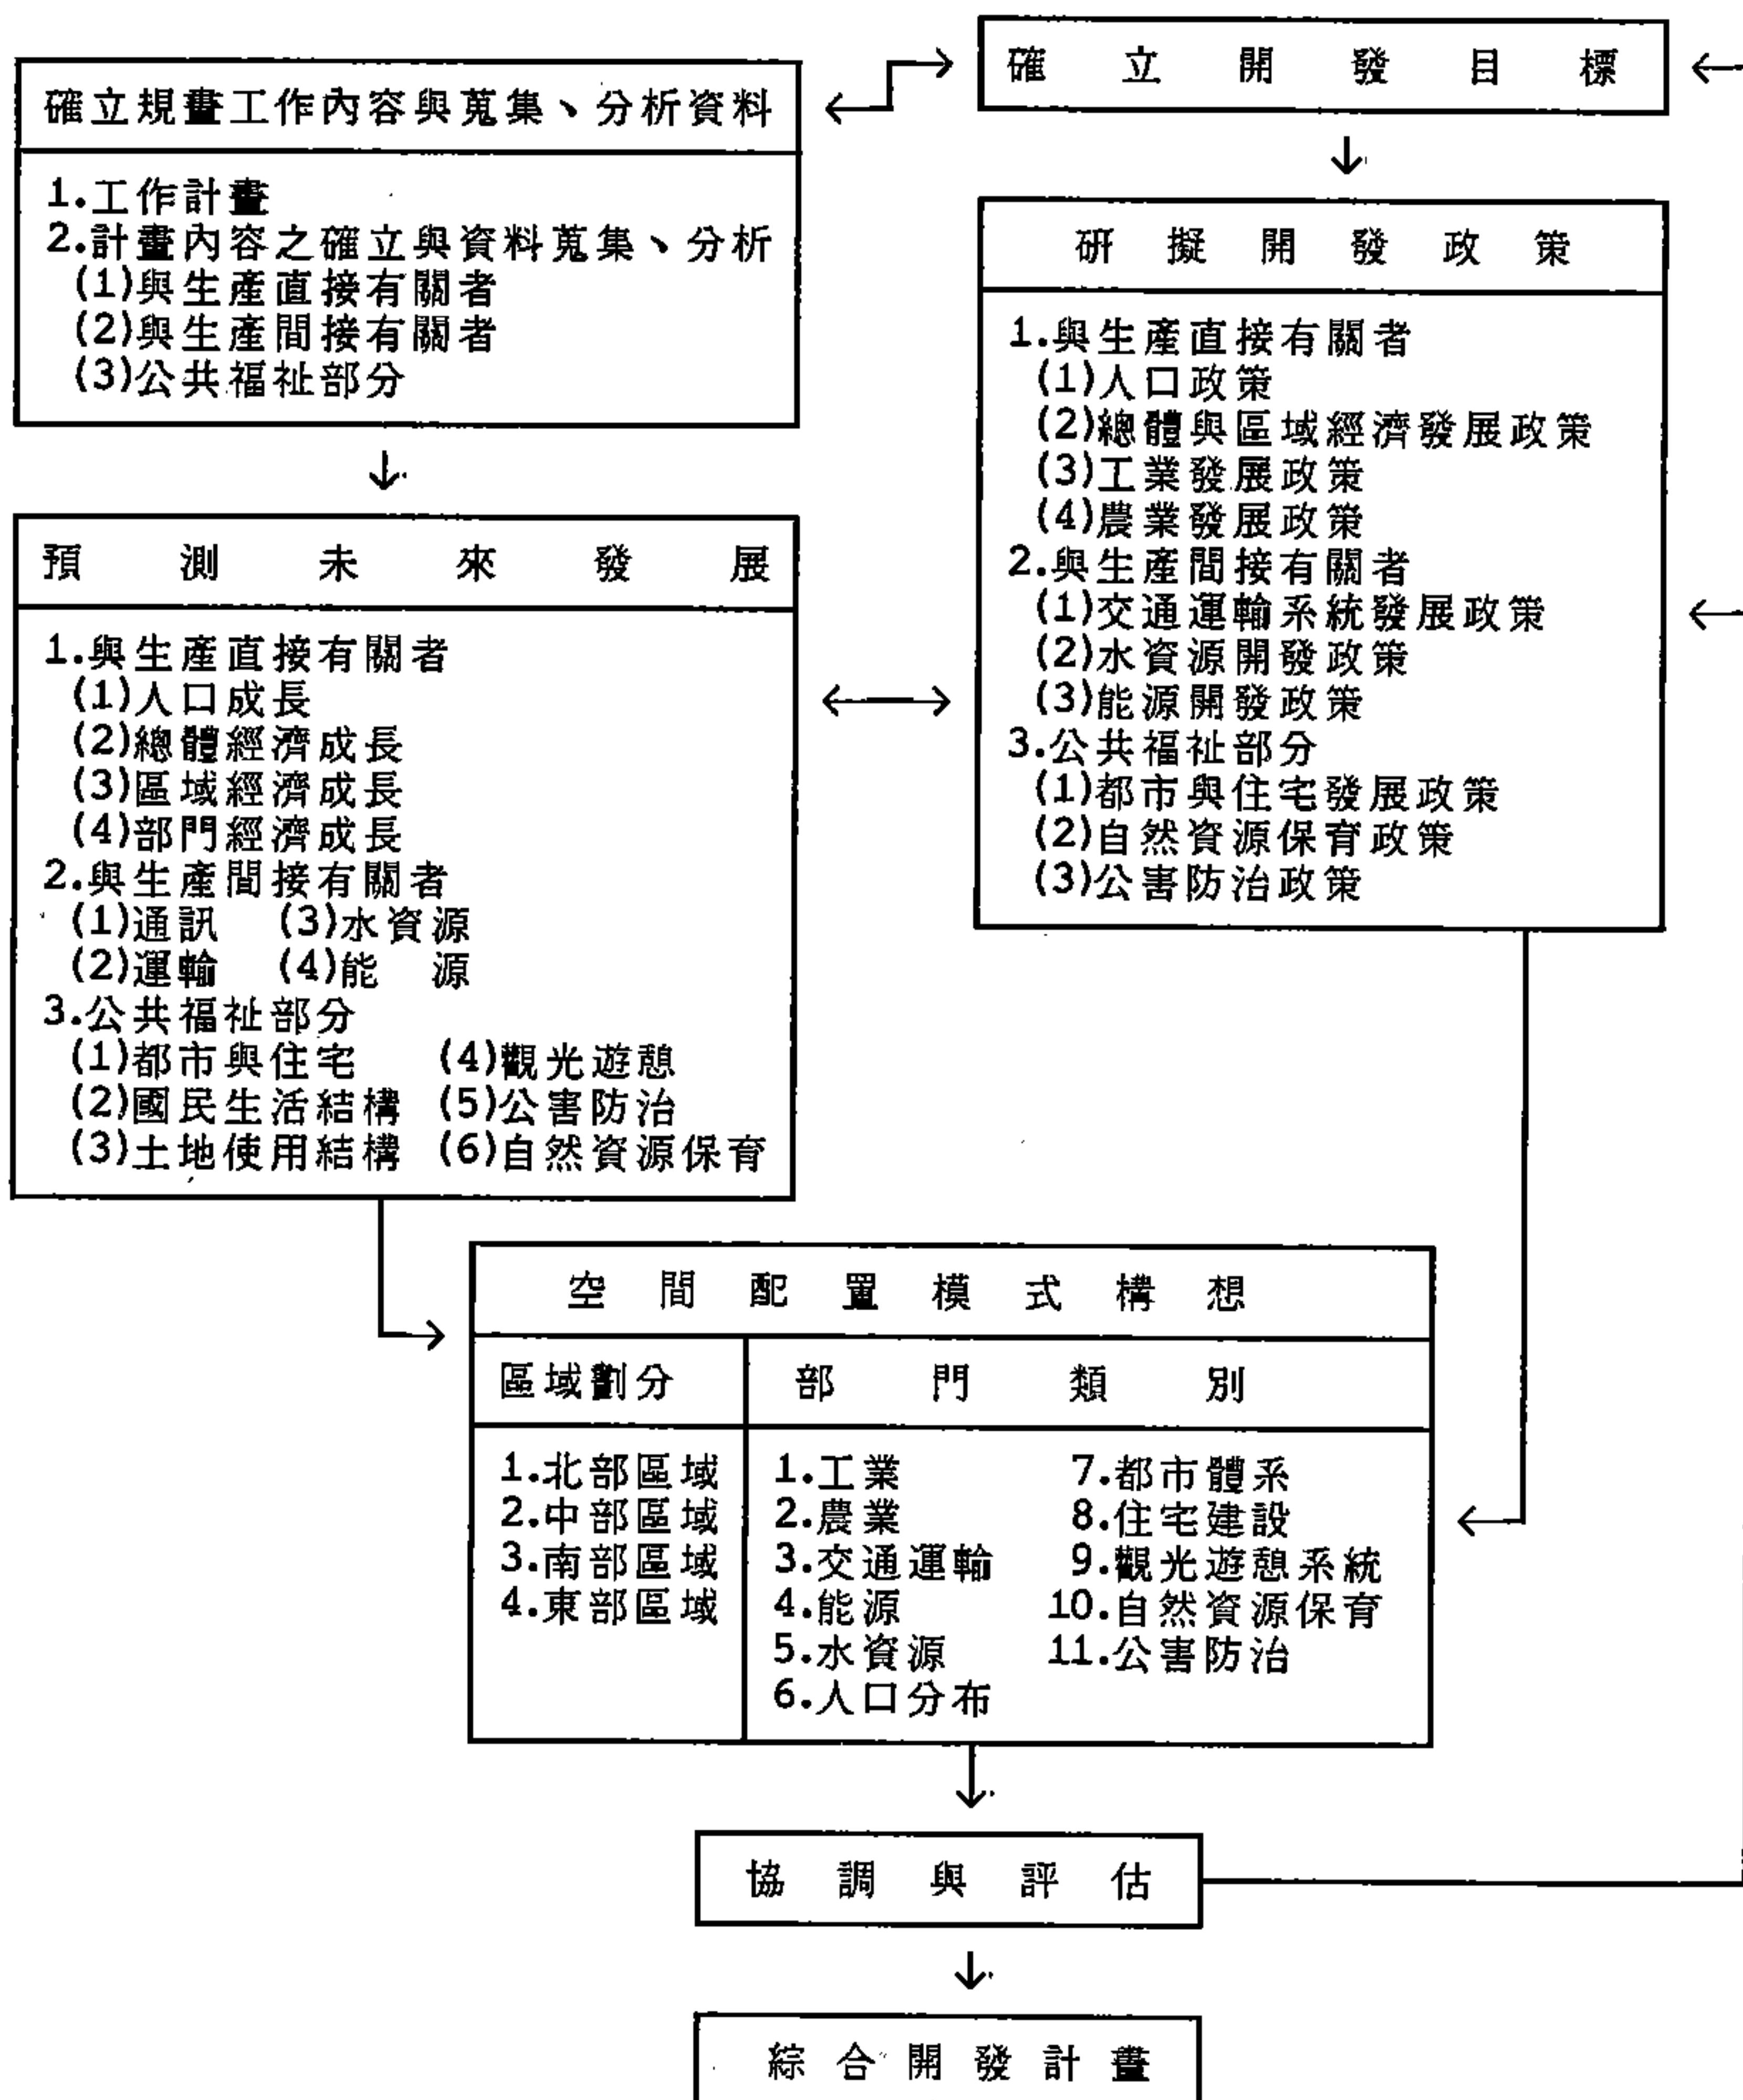 確立開發目標
確立規畫工作內容與蒐集、分析資料
1.工作計畫
2.計畫內容之確立與資料蒐集、分析
(1)與生產直接有關者
(2)與生產間接有關者
(3)公共福祉部分
研擬開發政策
1.與生產直接有關者
(1)人口政策
(2)總體與區域經濟發展政策
(3)工業發展政策
(4)農業發展政策
2.與生產間接有關者
(1)交通運輸系統發展政策
(2)水資源開發政策
(3)能源開發政策
3.公共福祉部分
(1)都市與住宅發展政策
(2)自然資源保育政策
(3)公害防治政策
預測未來發展
1.與生產直接有關者
(1)人口成長
(2)總體經濟成長
(3)區域經濟成長
(4)部門經濟成長
2.與生產間接有關者
(1)通訊 (3)水資源
(2)運輸 (4)能 源
3.公共福祉部分
(1)都市與住宅 (4)觀光遊憩
(2)國民生活結構 (5)公害防治
(3)土地使用結構 (6)自然資源保育
空間配置模式構想
區域劃分
1.北部區域
2.中部區域
3.南部區域
4.東部區域
部門類別
1.工業
2.農業
3.交通運輸
4.能源
5.水資源
6.人口分布
7.都市體系
8.住宅建設
9.觀光遊憩系統
10.自然資源保育
11.公害防治
協調與評估
綜合開發計畫